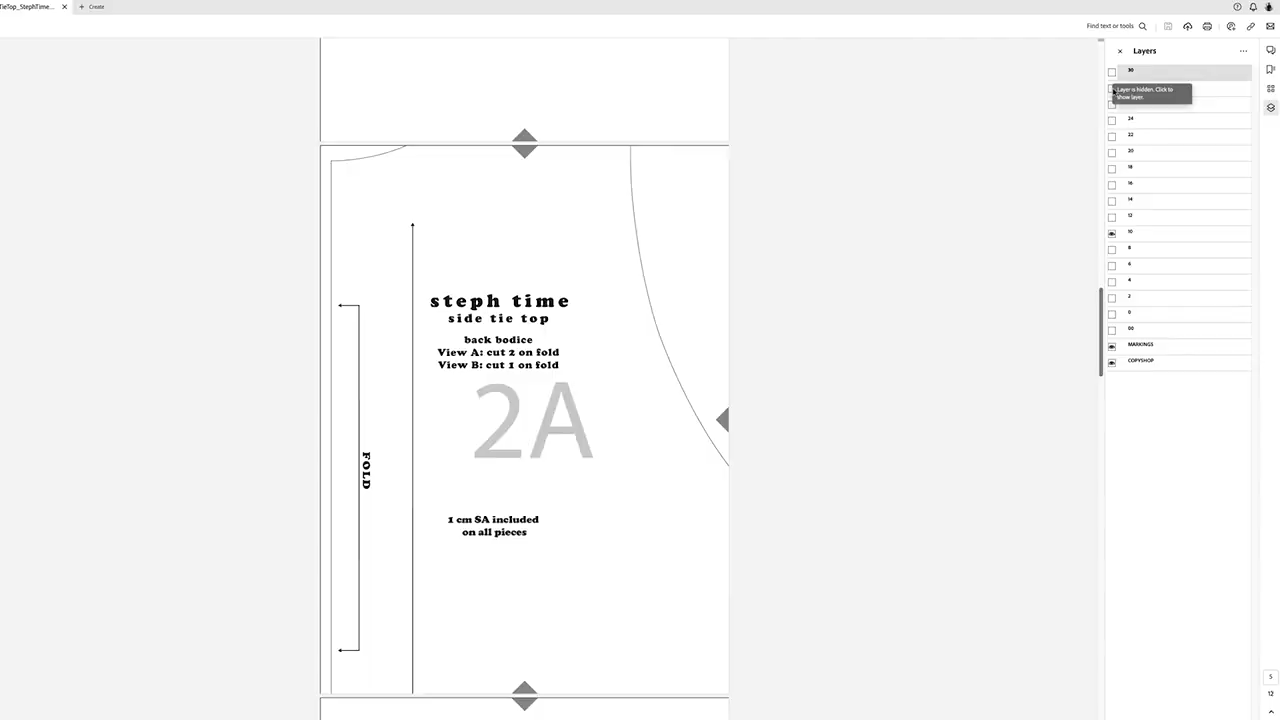 TieTop_StephTime...
Create
Find text or tools
Layers
30
Layer is hidden. Click to
show layer.
24
22
20
18
16
14
12
10
8
6
4
2
0
00
MARKINGS
COPYSHOP
steph time
side tie top
back bodice
View A: cut 2 on fold
View B: cut 1 on fold
2A
FOLD
1 cm SA included
on all pieces
5
12